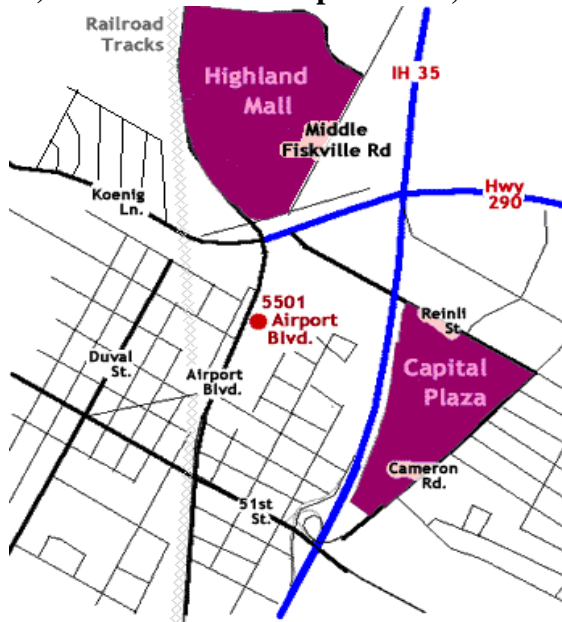 Railroad
Tracks
Highland
Mall
IH 35
Middle
Fiskville Rd
Koenig
Ln.
Hwy
290
5501
Airport
Blvd.
Reinli
St.
Duval
St.
Airport
Blvd.
Capital
Plaza
Cameron
Rd.
51st
St.